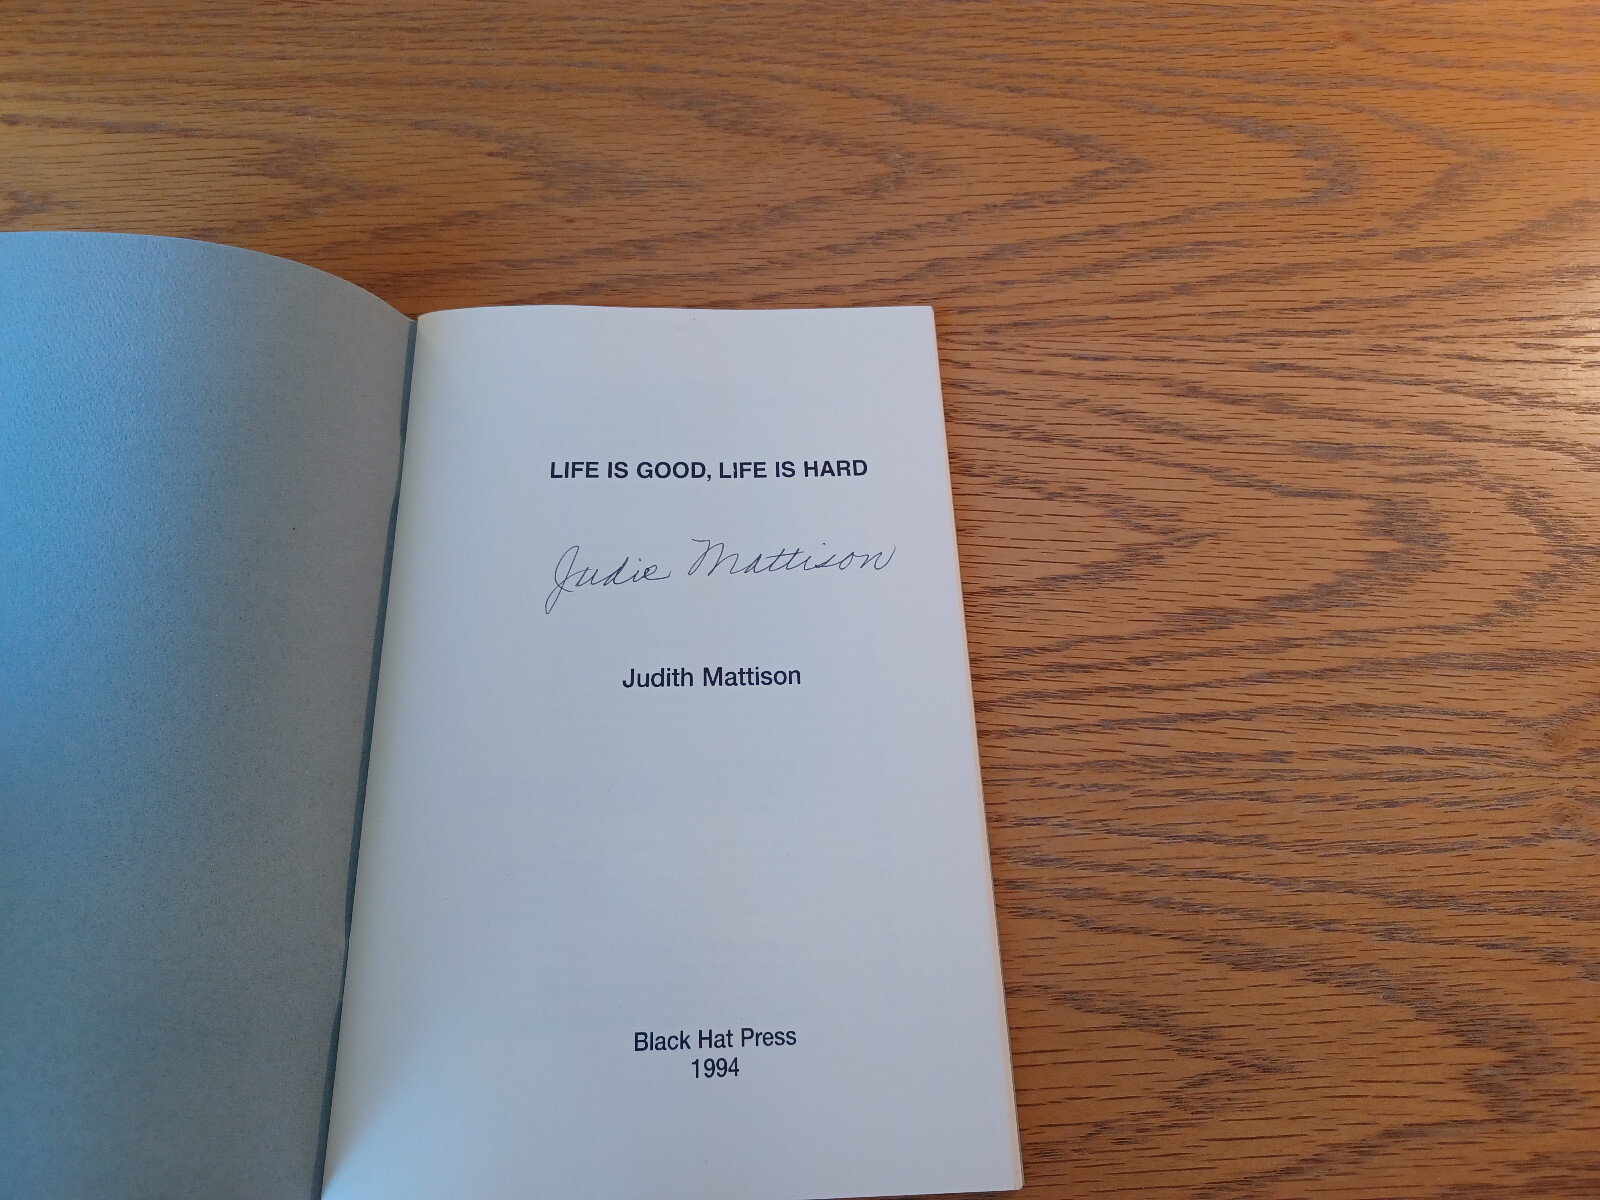 LIFE IS GOOD, LIFE IS HARD
Judie Mattison
Judith Mattison
Black Hat Press
1994